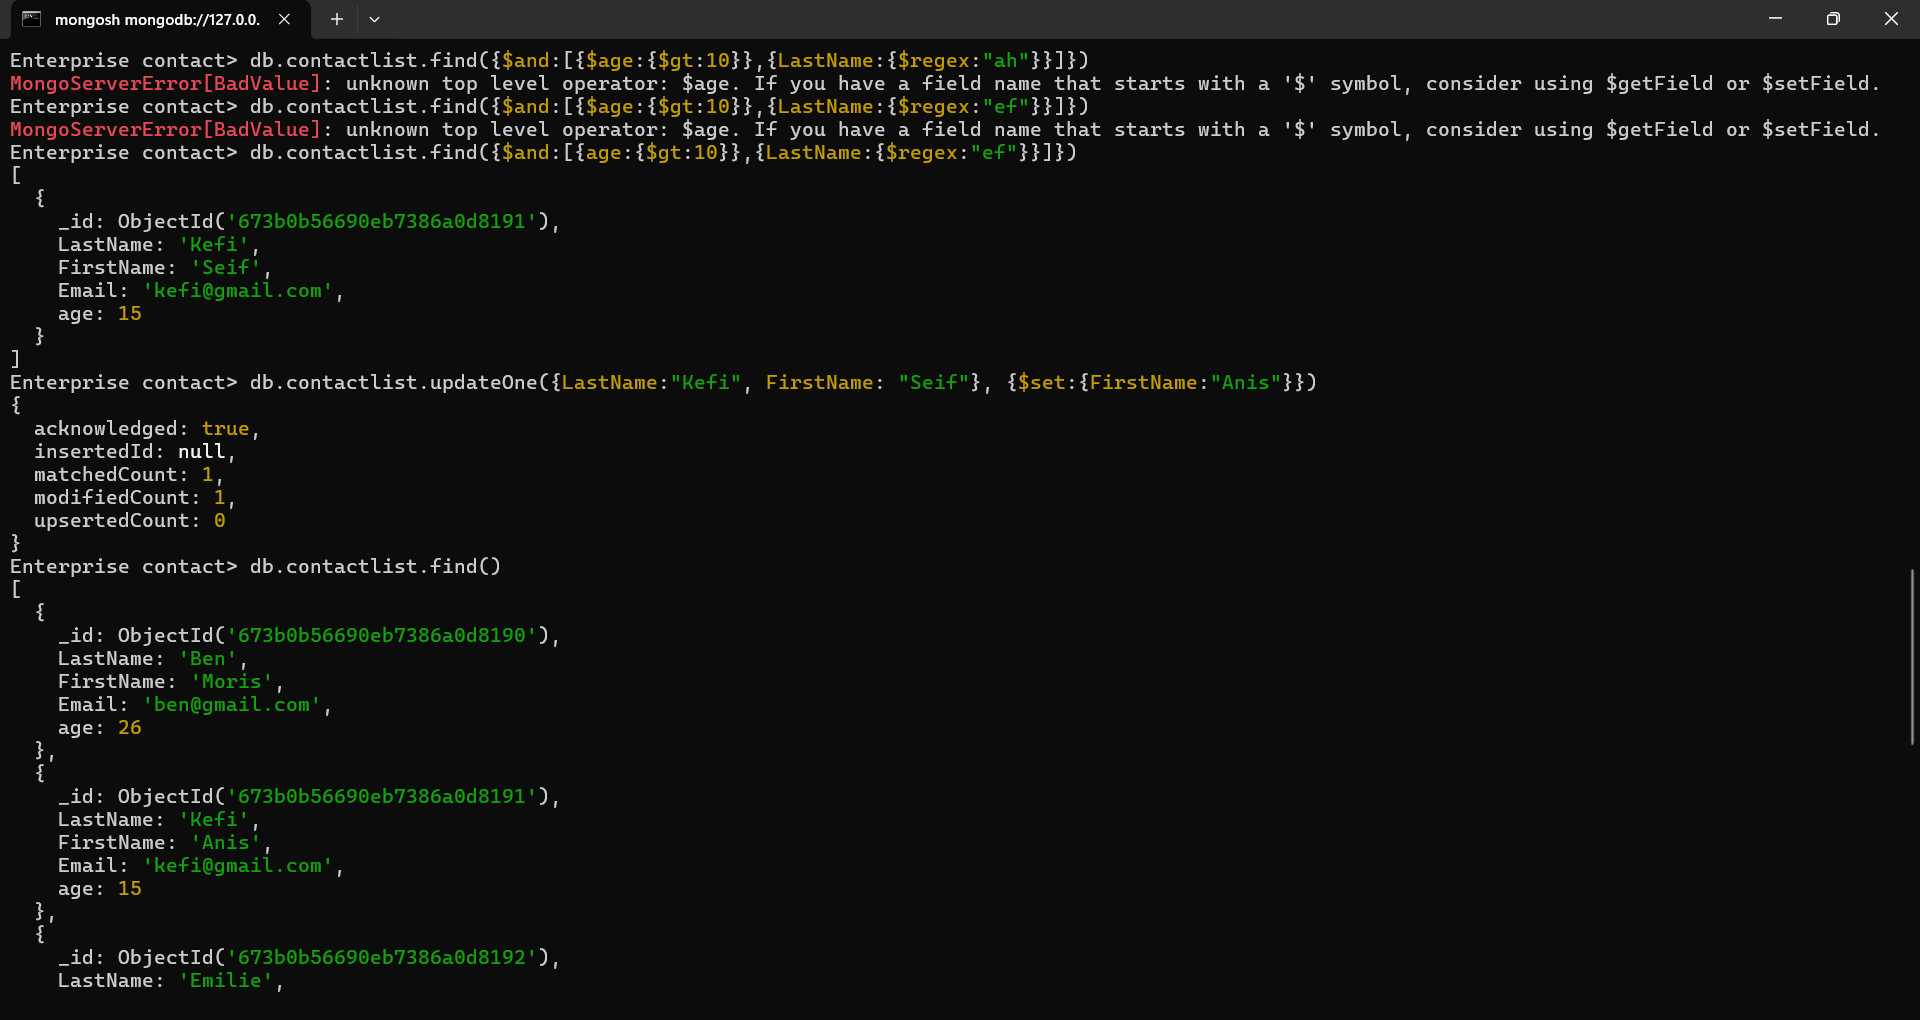 mongosh mongodb://127.0.0.
Enterprise contact> db.contactlist.find({$and:[{$age:{$gt:10}},{LastName:{$regex:"ah"}}]})
MongoServerError[BadValue]: unknown top level operator: $age. If you have a field name that starts with a '$' symbol, consider using $getField or $setField.
Enterprise contact> db.contactlist.find({$and:[{$age:{$gt:10}},{LastName:{$regex:"ef"}}]})
MongoServerError[BadValue]: unknown top level operator: $age. If you have a field name that starts with a '$' symbol, consider using $getField or $setField.
Enterprise contact> db.contactlist.find({$and:[{age:{$gt:10}},{LastName:{$regex:"ef"}}]})
[
  {
    _id: ObjectId('673b0b56690eb7386a0d8191'),
    LastName: 'Kefi',
    FirstName: 'Seif',
    Email: 'kefi@gmail.com',
    age: 15
  }
]
Enterprise contact> db.contactlist.updateOne({LastName:"Kefi", FirstName: "Seif"}, {$set:{FirstName:"Anis"}})
{
  acknowledged: true,
  insertedId: null,
  matchedCount: 1,
  modifiedCount: 1,
  upsertedCount: 0
}
Enterprise contact> db.contactlist.find()
[
  {
    _id: ObjectId('673b0b56690eb7386a0d8190'),
    LastName: 'Ben',
    FirstName: 'Moris',
    Email: 'ben@gmail.com',
    age: 26
  },
  {
    _id: ObjectId('673b0b56690eb7386a0d8191'),
    LastName: 'Kefi',
    FirstName: 'Anis',
    Email: 'kefi@gmail.com',
    age: 15
  },
  {
    _id: ObjectId('673b0b56690eb7386a0d8192'),
    LastName: 'Emilie',